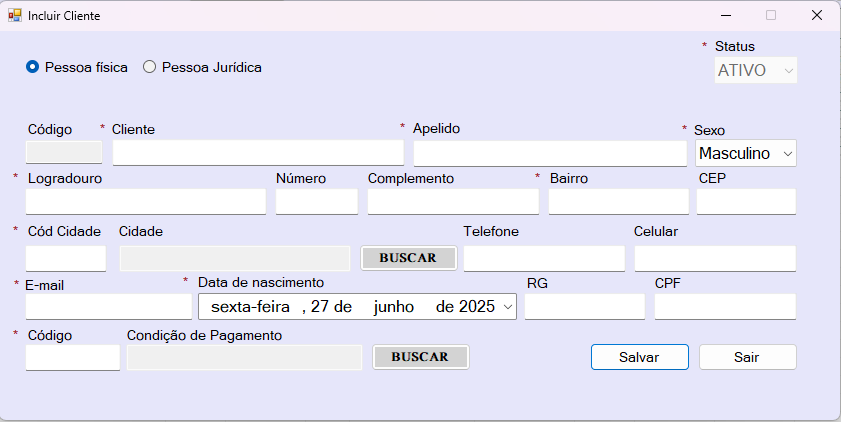 Incluir Cliente
* Status
Pessoa física Pessoa Jurídica
ATIVO
Código * Cliente * Apelido * Sexo
Masculino
* Logradouro Número Complemento * Bairro CEP
* Cód Cidade Cidade Telefone Celular
BUSCAR
* E-mail * Data de nascimento RG CPF
sexta-feira , 27 de junho de 2025
* Código Condição de Pagamento
BUSCAR Salvar Sair